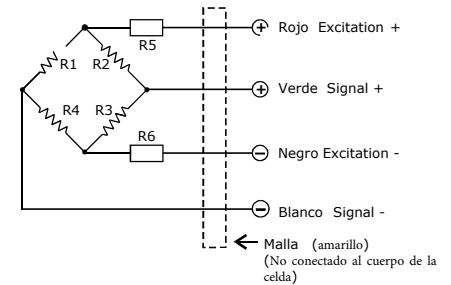 Rojo Excitation +
R5
R1
R2
Verde Signal +
R4
R3
R6
Negro Excitation -
Blanco Signal -
Malla (amarillo)
(No conectado al cuerpo de la
celda)